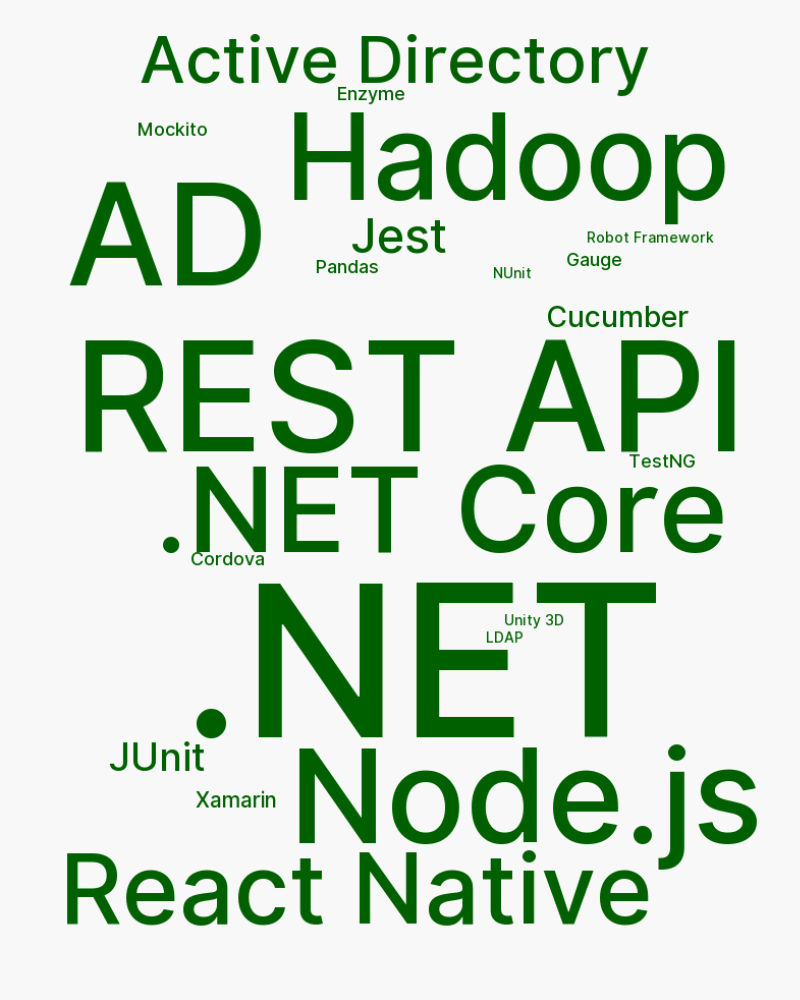 Active Directory
Enzyme
Mockito
Hadoop
AD
Jest
Robot Framework
Pandas
NUnit
Gauge
Cucumber
REST API
TestNG
.NET Core
Cordova
.NET
Unity 3D
LDAP
JUnit
Xamarin
Node.js
React Native